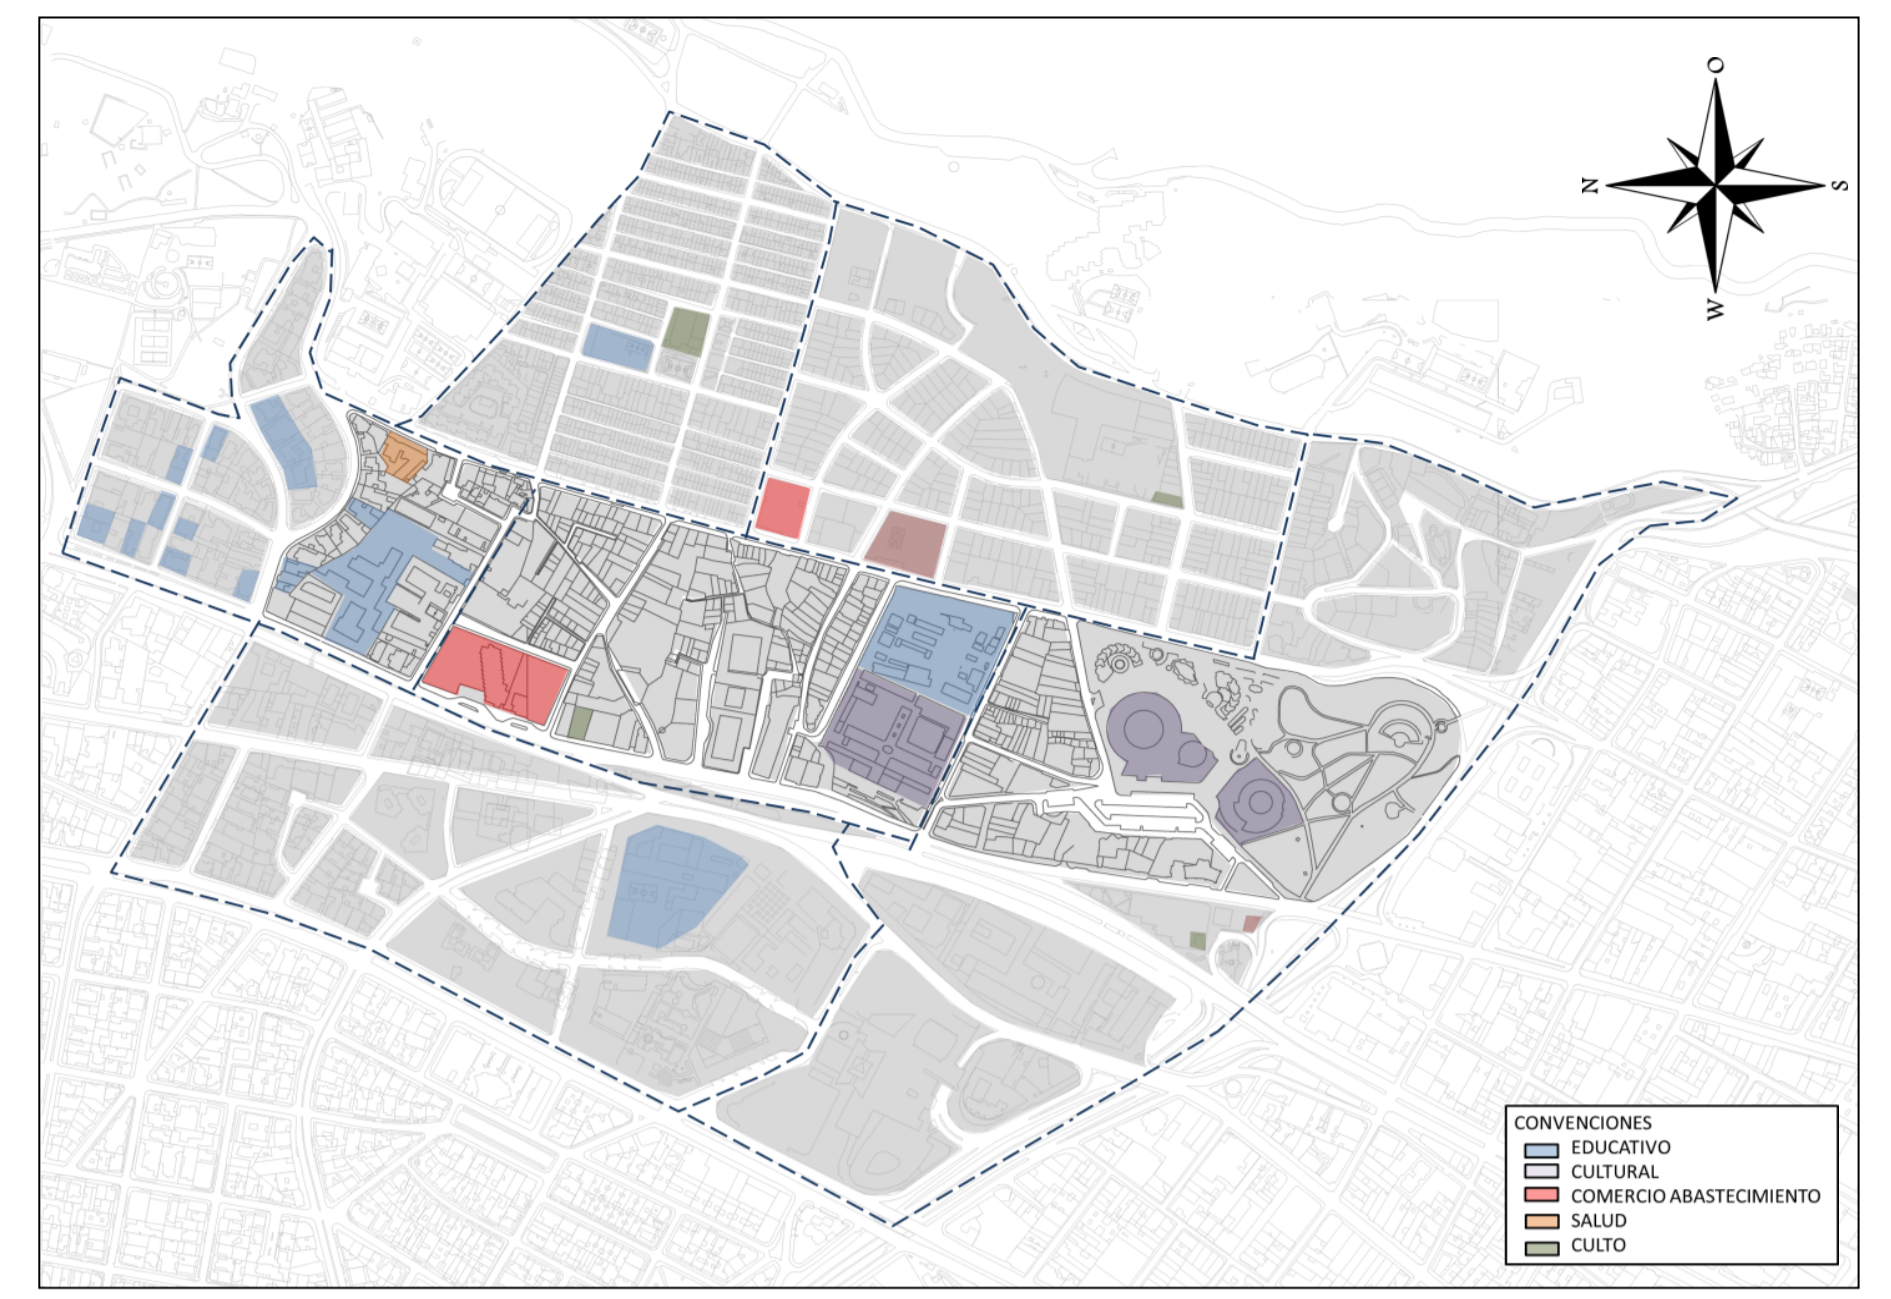 O
N
S
W
CONVENCIONES
EDUCATIVO
CULTURAL
COMERCIO ABASTECIMIENTO
SALUD
CULTO